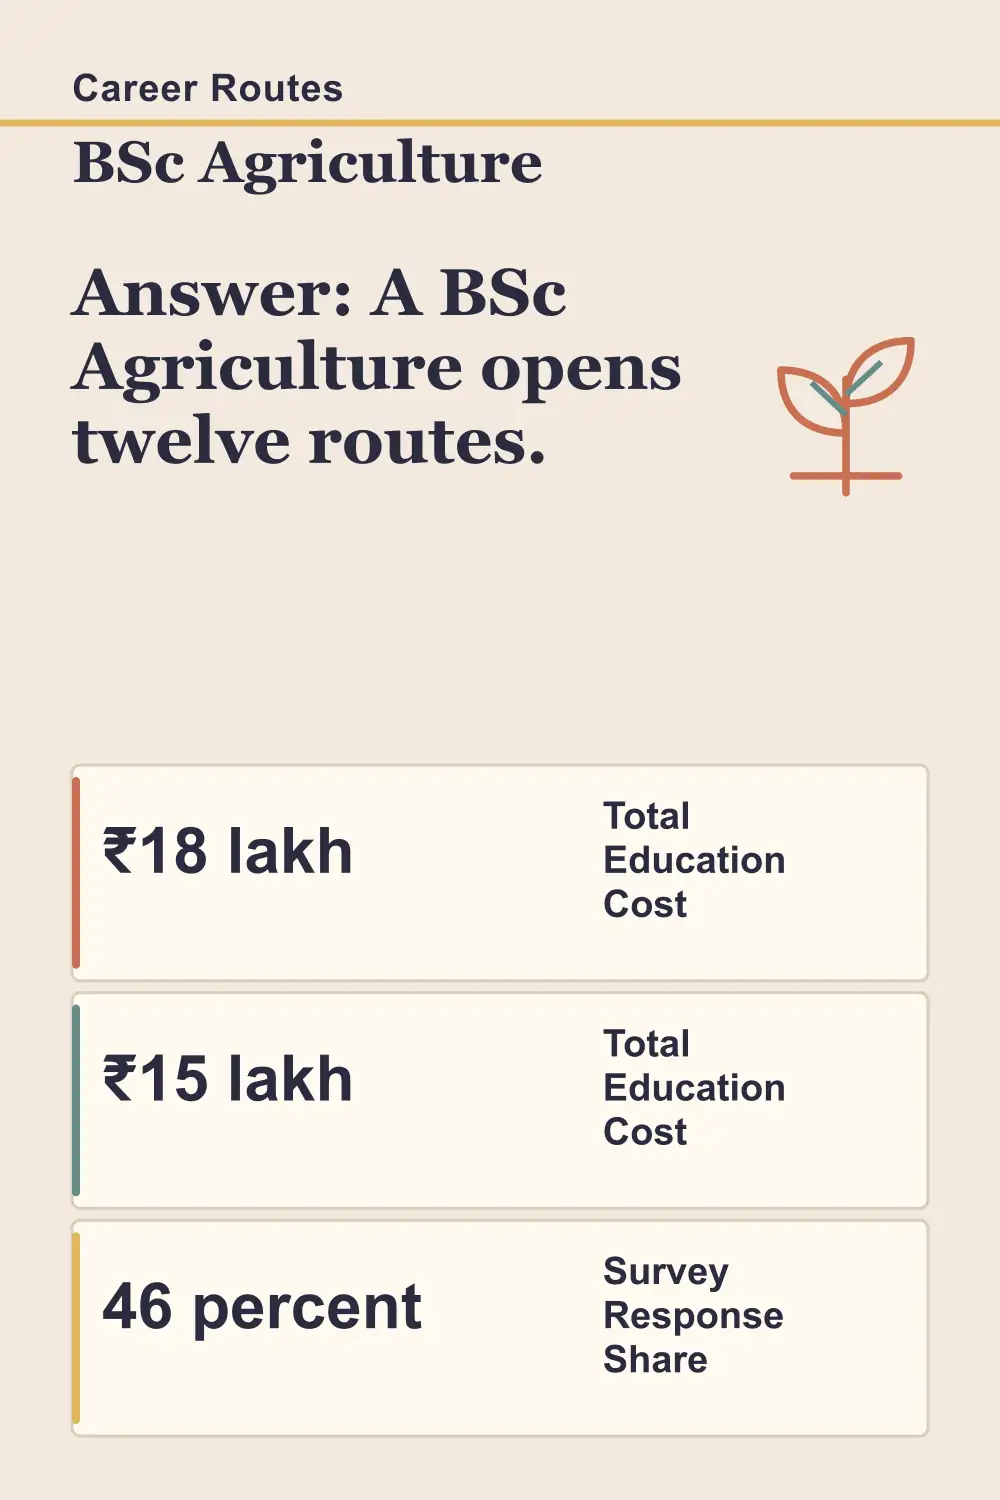 Career Routes
BSc Agriculture
Answer: A BSc
Agriculture opens
twelve routes.
₹18 lakh
Total
Education
Cost
₹15 lakh
Total
Education
Cost
46 percent
Survey
Response
Share